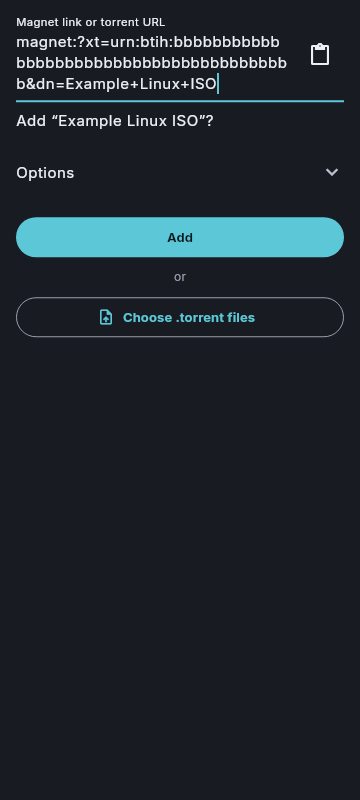 Magnet link or torrent URL
magnet:?xt=urn:btih:bbbbbbbbbbb
bbbbbbbbbbbbbbbbbbbbbbbbbbbb
b&dn=Example+Linux+ISO
Add “Example Linux ISO”?
Options
Add
or
Choose .torrent files